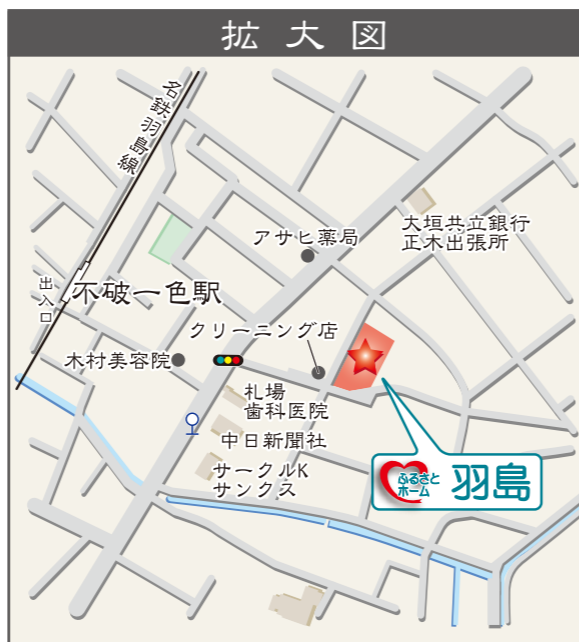 拡大図
名鉄羽島線
大垣共立銀行
正木出張所
アサヒ薬局
出入口
不破一色駅
クリーニング店
木村美容院
札場
歯科医院
中日新聞社
サークルK
サンクス
ふるさと
ホーム
羽島